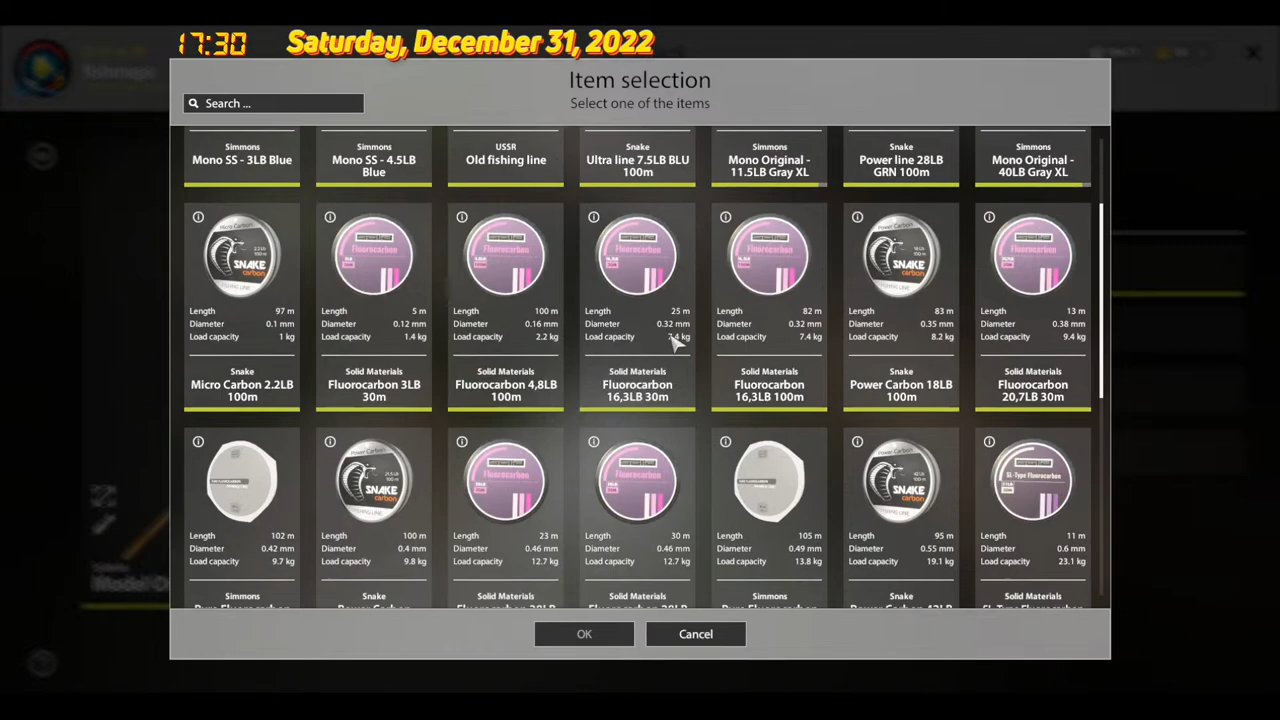 17:30 Saturday, December 31, 2022
Item selection
Search ...
Select one of the items
Simmons Simmons USSR Snake Simmons Snake Simmons
Mono SS - 3LB Blue Mono SS - 4.5LB Old fishing line Ultra line 7.5LB BLU Mono Original - Power line 28LB Mono Original -
Blue 100m 11.5LB Gray XL GRN 100m 40LB Gray XL
Length 97 m Length 5 m Length 100 m Length 25 m Length 82 m Length 83 m Length 13 m
Diameter 0.1 mm Diameter 0.12 mm Diameter 0.16 mm Diameter 0.32 mm Diameter 0.32 mm Diameter 0.35 mm Diameter 0.38 mm
Load capacity 1 kg Load capacity 1.4 kg Load capacity 2.2 kg Load capacity 7.4 kg Load capacity 7.4 kg Load capacity 8.2 kg Load capacity 9.4 kg
Snake Solid Materials Solid Materials Solid Materials Solid Materials Snake Solid Materials
Micro Carbon 2.2LB Fluorocarbon 3LB Fluorocarbon 4,8LB Fluorocarbon Fluorocarbon Power Carbon 18LB Fluorocarbon
100m 30m 100m 16,3LB 30m 16,3LB 100m 100m 20,7LB 30m
Length 102 m Length 100 m Length 23 m Length 30 m Length 105 m Length 95 m Length 11 m
Diameter 0.42 mm Diameter 0.4 mm Diameter 0.46 mm Diameter 0.46 mm Diameter 0.49 mm Diameter 0.55 mm Diameter 0.6 mm
Load capacity 9.7 kg Load capacity 9.8 kg Load capacity 12.7 kg Load capacity 12.7 kg Load capacity 13.8 kg Load capacity 19.1 kg Load capacity 23.1 kg
Simmons Snake Solid Materials Solid Materials Simmons Snake Solid Materials
OK Cancel